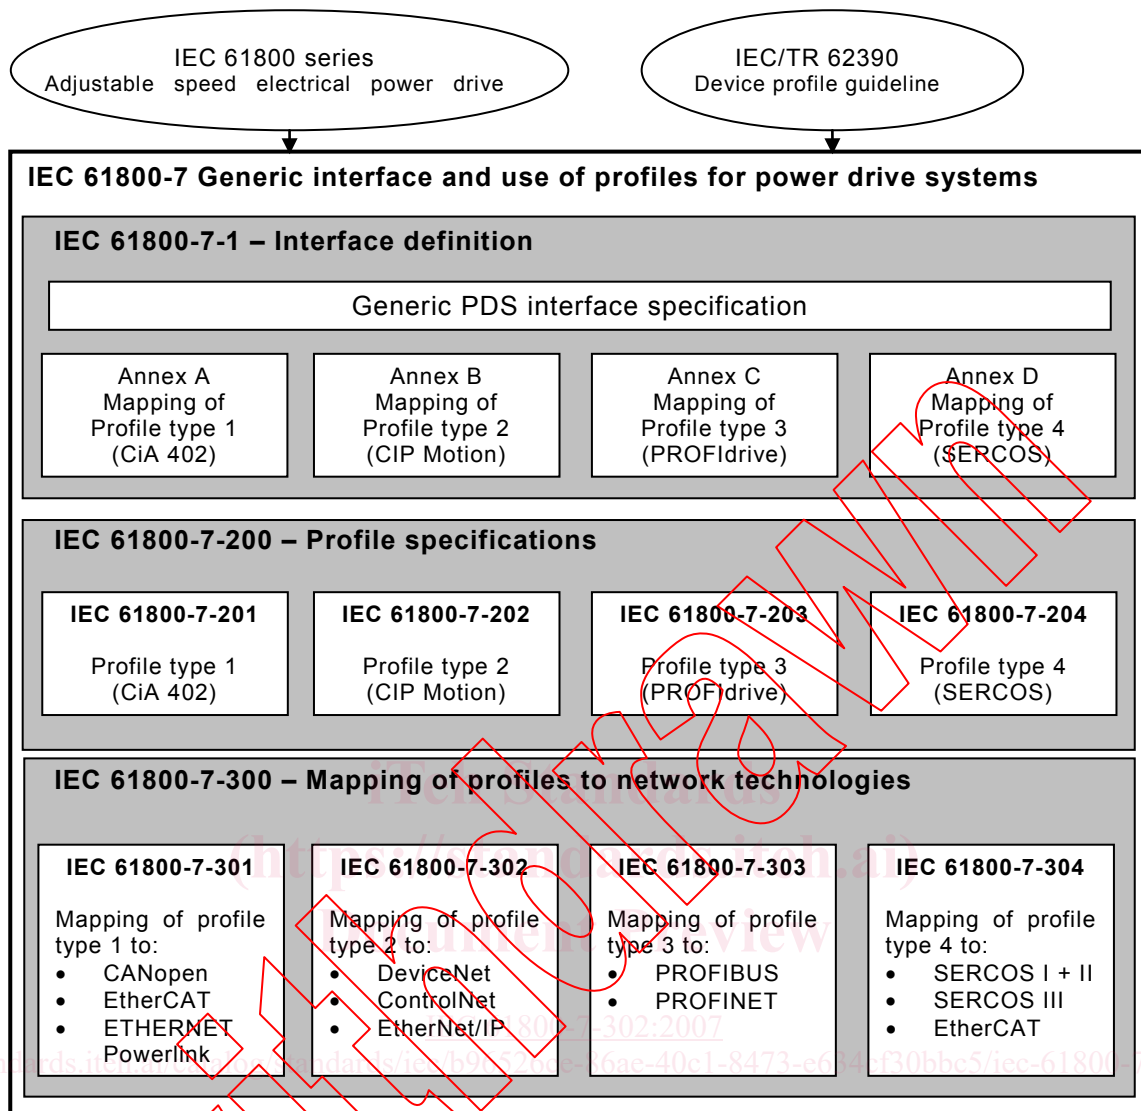 IEC 61800 series
Adjustable speed electrical power drive
IEC/TR 62390
Device profile guideline
IEC 61800-7 Generic interface and use of profiles for power drive systems
IEC 61800-7-1 – Interface definition
Generic PDS interface specification
Annex A
Mapping of
Profile type 1
(CiA 402)
Annex B
Mapping of
Profile type 2
(CIP Motion)
Annex C
Mapping of
Profile type 3
(PROFIdrive)
Annex D
Mapping of
Profile type 4
(SERCOS)
IEC 61800-7-200 – Profile specifications
IEC 61800-7-201
Profile type 1
(CiA 402)
IEC 61800-7-202
Profile type 2
(CIP Motion)
IEC 61800-7-203
Profile type 3
(PROFIdrive)
IEC 61800-7-204
Profile type 4
(SERCOS)
IEC 61800-7-300 – Mapping of profiles to network technologies
iTeh Standards
(https://standards.iteh.ai)
Document Preview
IEC 61800-7-301
Mapping of profile
type 1 to:
• CANopen
• EtherCAT
• ETHERNET
Powerlink
IEC 61800-7-302
Mapping of profile
type 2 to:
• DeviceNet
• ControlNet
• EtherNet/IP
IEC 61800-7-303
Mapping of profile
type 3 to:
• PROFIBUS
• PROFINET
IEC 61800-7-304
Mapping of profile
type 4 to:
• SERCOS I + II
• SERCOS III
• EtherCAT
61800-7-302:2007
Withdrawn